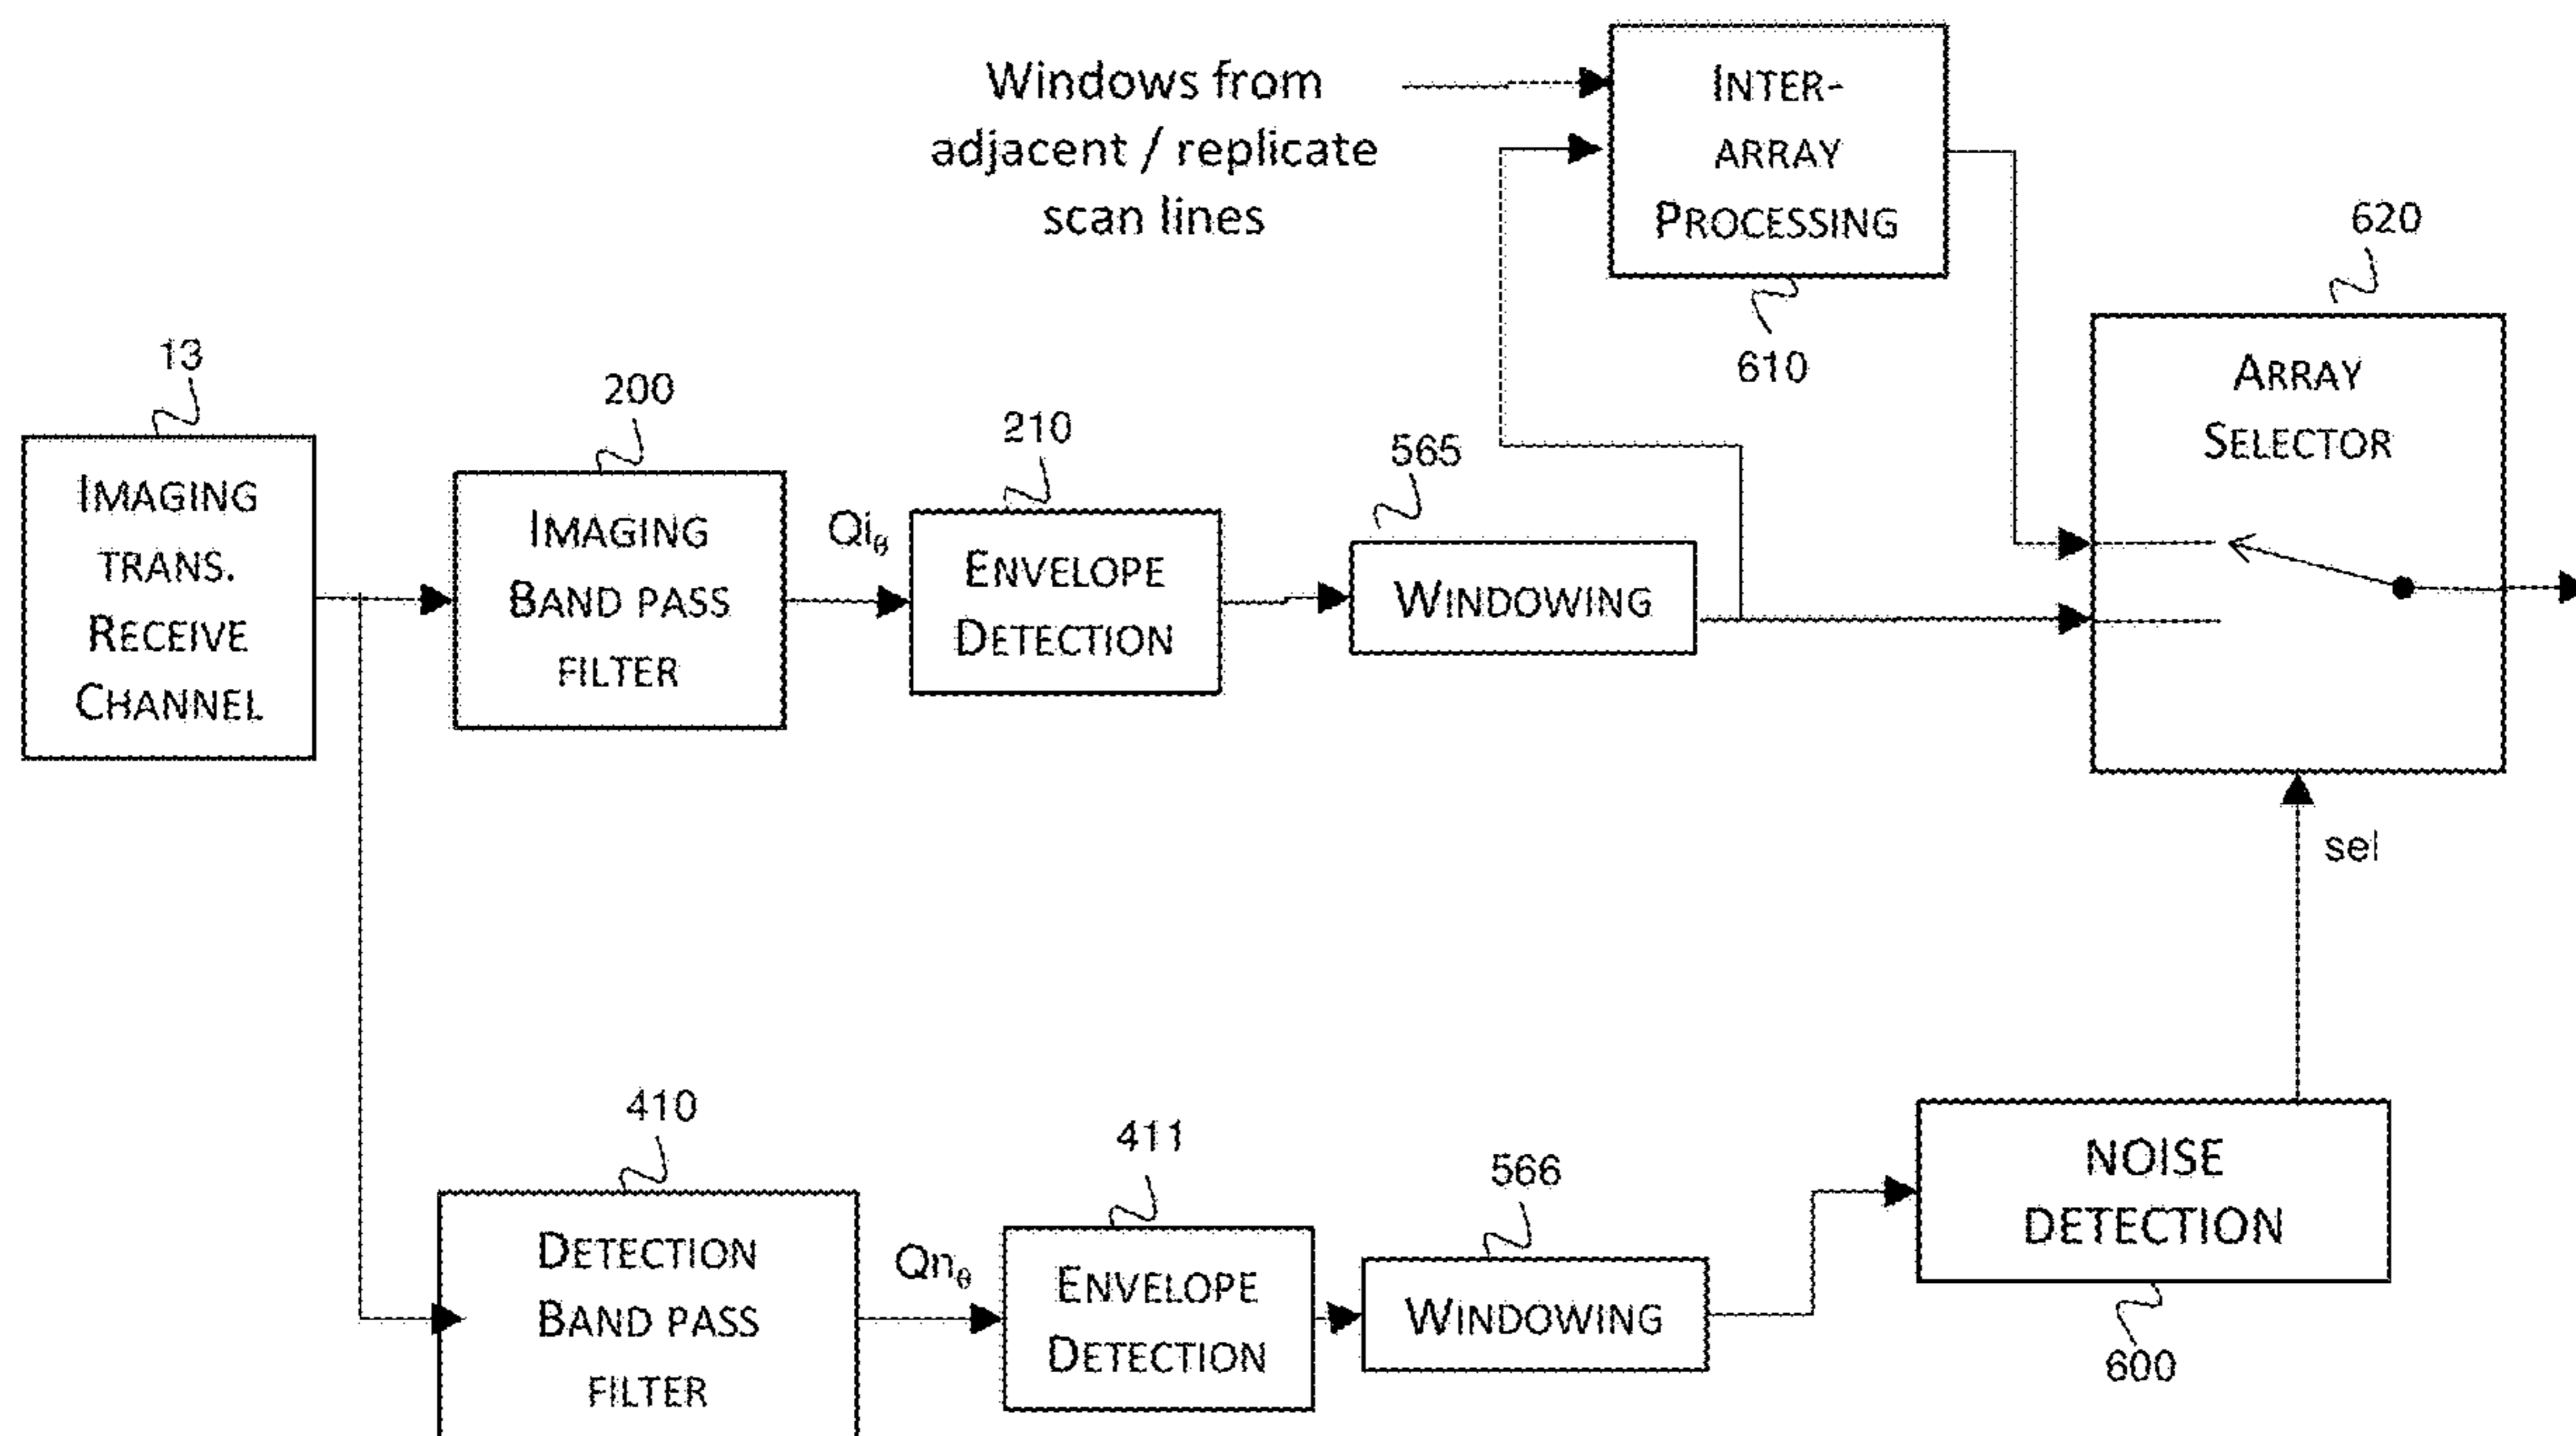 Windows from
adjacent / replicate
scan lines
INTER-
ARRAY
PROCESSING
610
620
ARRAY
SELECTOR
13
IMAGING
TRANS.
RECEIVE
CHANNEL
200
IMAGING
BAND PASS
FILTER
Qiθ
210
ENVELOPE
DETECTION
565
WINDOWING
sel
410
DETECTION
BAND PASS
FILTER
Qnθ
411
ENVELOPE
DETECTION
566
WINDOWING
NOISE
DETECTION
600